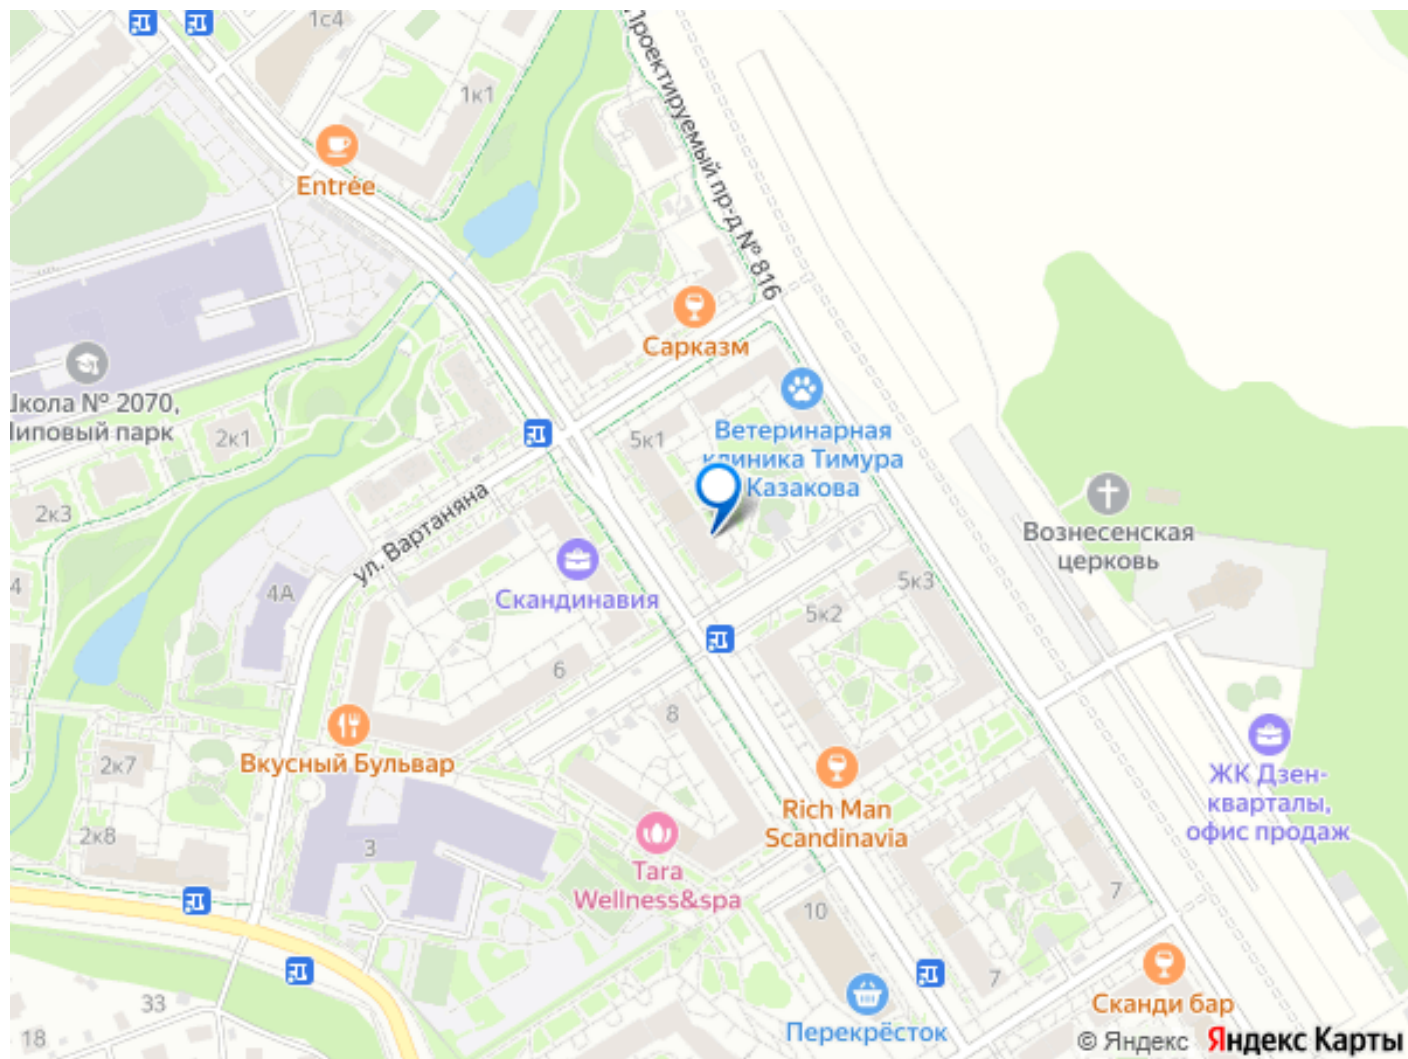 1с4
1к1
Проектируемый пр-д № 816
Entrée
Сарказм
Школа № 2070,
Липовый парк
2к1
5к1
Ветеринарная
клиника Тимура
Казакова
2к3
ул. Вартаняна
Вознесенская
церковь
4
4А
Скандинавия
5к3
5к2
6
8
Вкусный Бульвар
2к7
ЖК Дзен-
кварталы,
офис продаж
Rich Man
Scandinavia
2к8
3
Tara
Wellness&spa
7
10
7
33
Сканди бар
18
Перекрёсток
© Яндекс Яндекс Карты